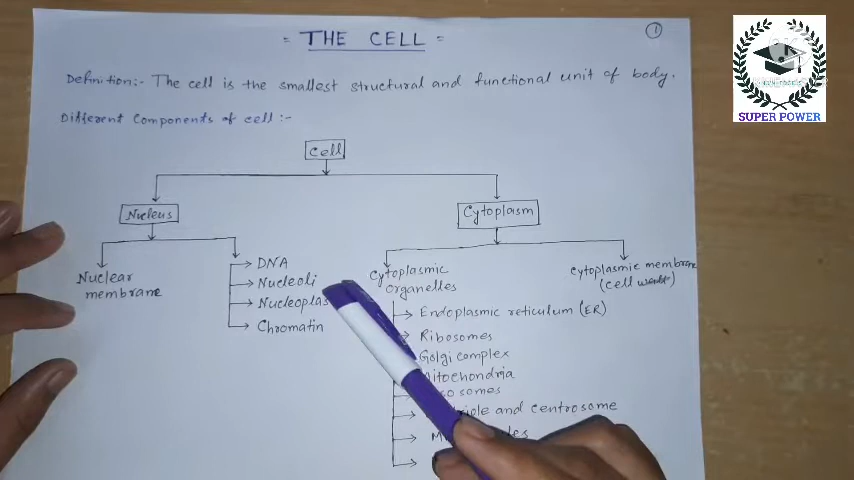 = THE CELL =
1
Definition:- The cell is the smallest structural and functional unit of body.
Different Components of cell :-
Cell
Nucleus
Cytoplasm
Nuclear membrane
DNA
Nucleoli
Chromatin
Cytoplasmic organelles
Cytoplasmic membrane (cell
Endoplasmic reticulum (ER)
Ribosomes
Golgi complex
Mitochondria
and centrosome
SUPER POWER